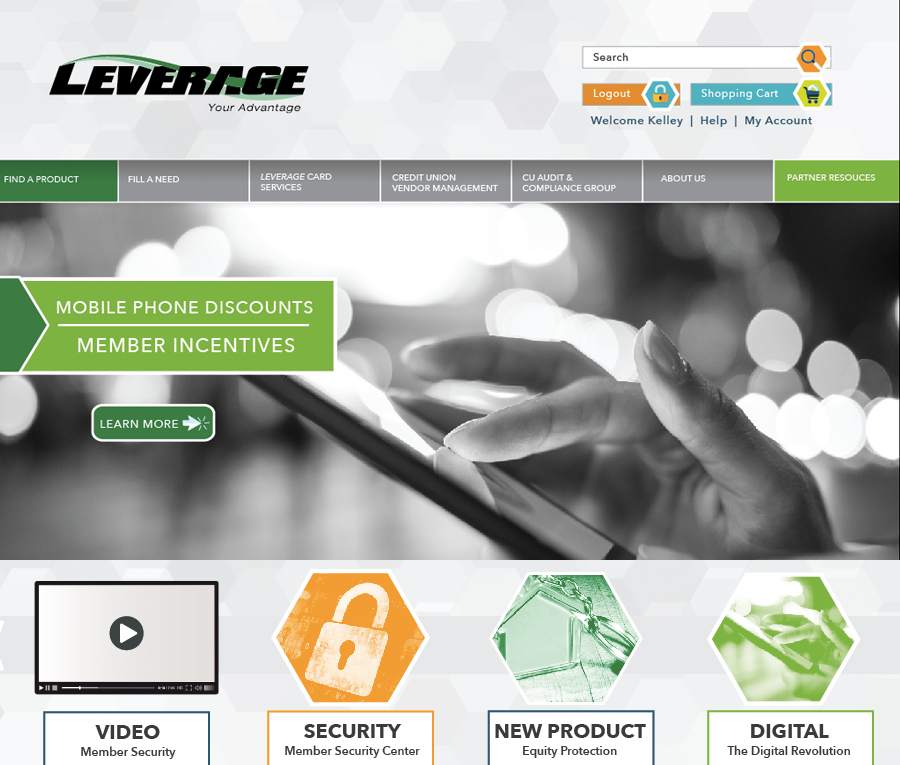 LEVERAGE
Your Advantage
Search
Logout
Shopping Cart
Welcome Kelley | Help | My Account
FIND A PRODUCT
FILL A NEED
LEVERAGE CARD
SERVICES
CREDIT UNION
VENDOR MANAGEMENT
CU AUDIT &
COMPLIANCE GROUP
ABOUT US
PARTNER RESOUCES
MOBILE PHONE DISCOUNTS
MEMBER INCENTIVES
LEARN MORE
VIDEO
Member Security
SECURITY
Member Security Center
NEW PRODUCT
Equity Protection
DIGITAL
The Digital Revolution